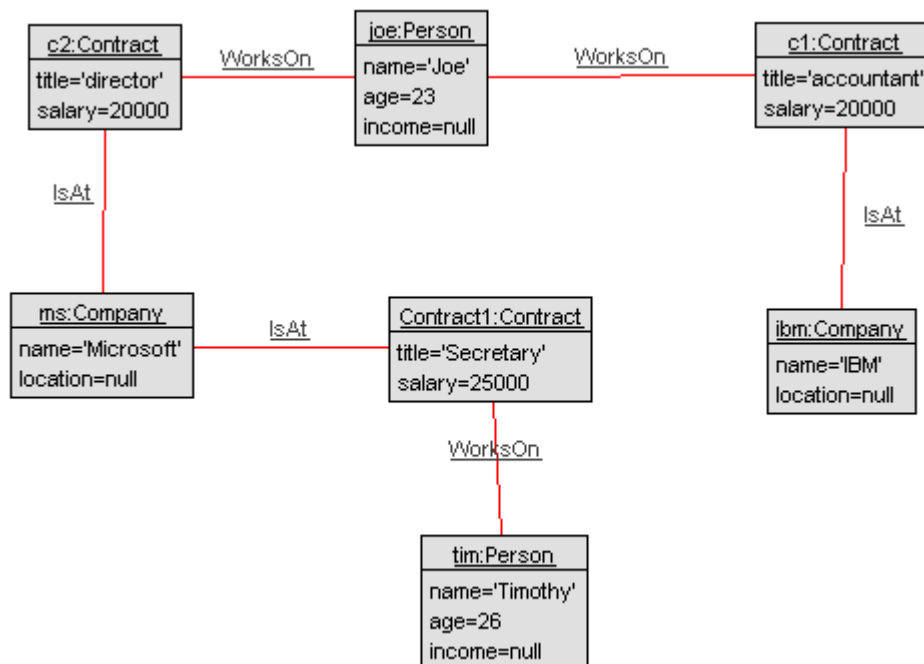 c2:Contract
title='director'
salary=20000
WorksOn
joe:Person
name='Joe'
age=23
income=null
WorksOn
c1:Contract
title='accountant'
salary=20000
IsAt
IsAt
ms:Company
name='Microsoft'
location=null
IsAt
Contract1:Contract
title='Secretary'
salary=25000
ibm:Company
name='IBM'
location=null
WorksOn
tim:Person
name='Timothy'
age=26
income=null